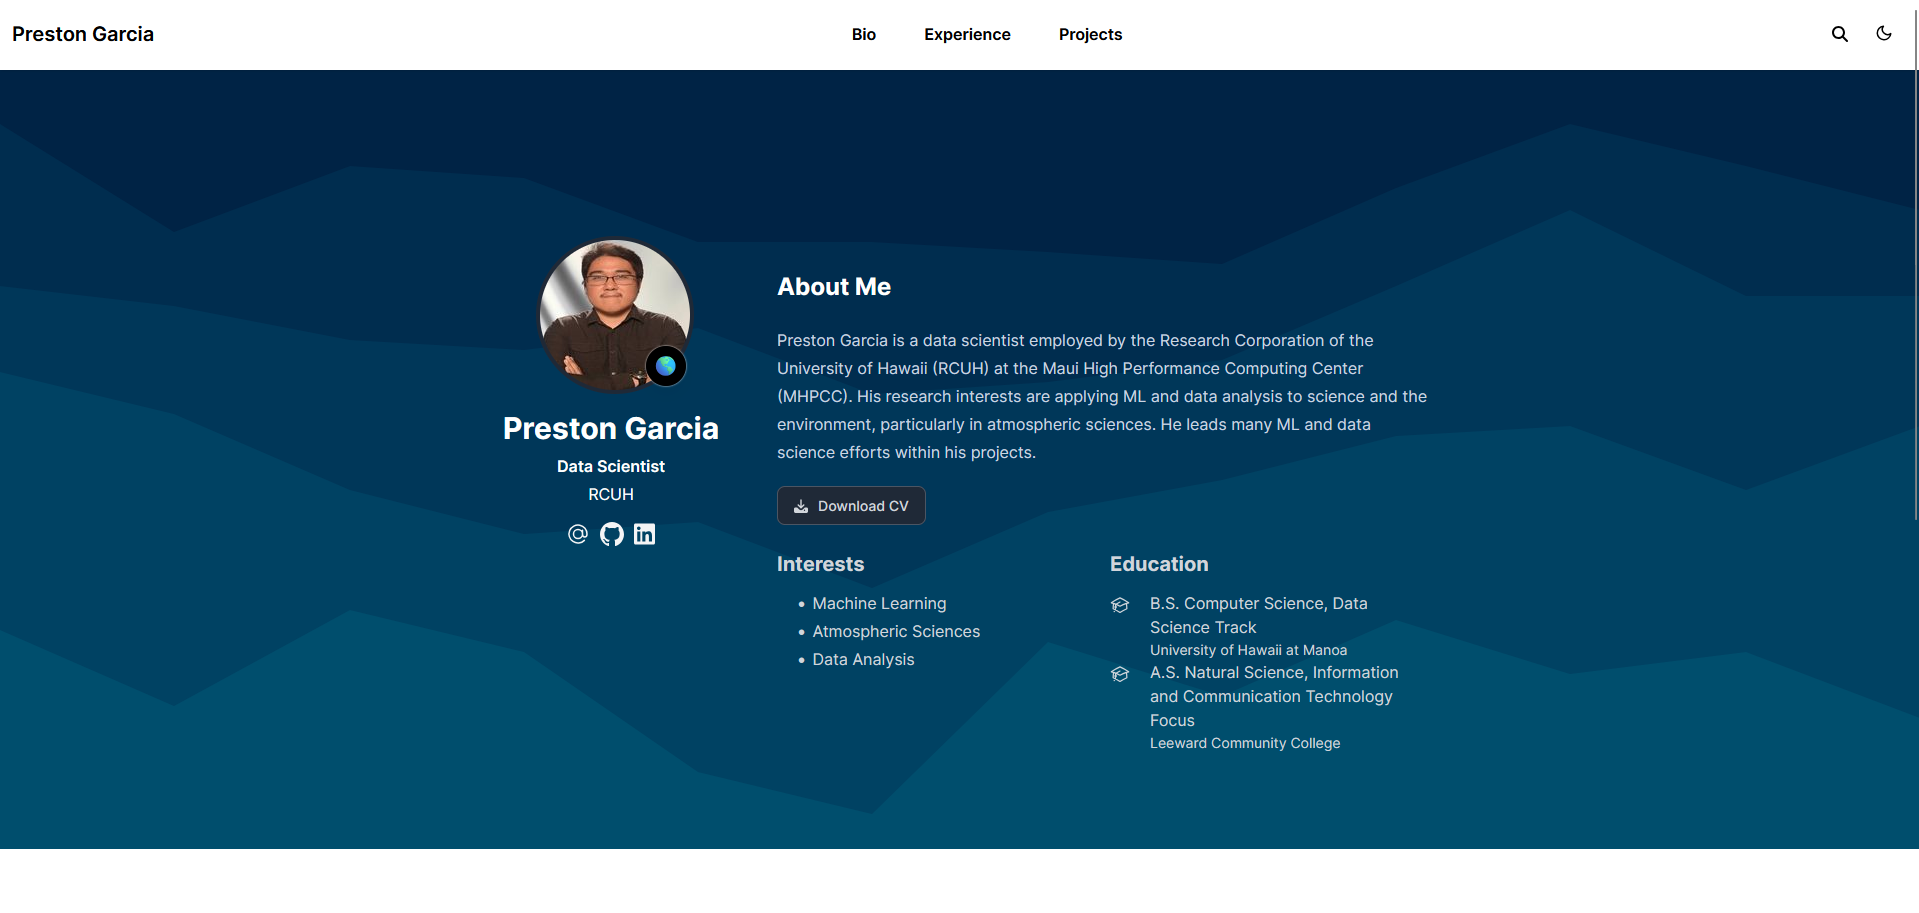 Preston Garcia
Bio
Experience
Projects
Preston Garcia
Data Scientist
RCUH
About Me
Preston Garcia is a data scientist employed by the Research Corporation of the
University of Hawaii (RCUH) at the Maui High Performance Computing Center
(MHPCC). His research interests are applying ML and data analysis to science and the
environment, particularly in atmospheric sciences. He leads many ML and data
science efforts within his projects.
Download CV
Interests
Machine Learning
Atmospheric Sciences
Data Analysis
Education
B.S. Computer Science, Data
Science Track
University of Hawaii at Manoa
A.S. Natural Science, Information
and Communication Technology
Focus
Leeward Community College